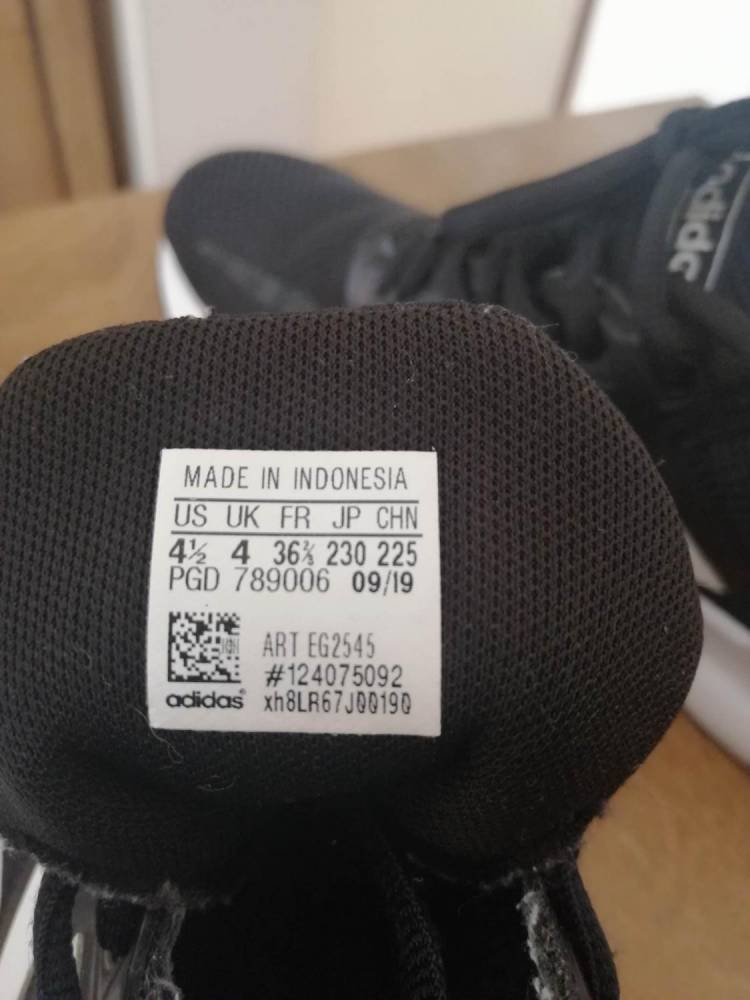 adidas
MADE IN INDONESIA
US UK FR JP CHN
4½ 4 36⅔ 230 225
PGD 789006 09/19
ART EG2545
#124075092
adidas® xh8LR67J00190